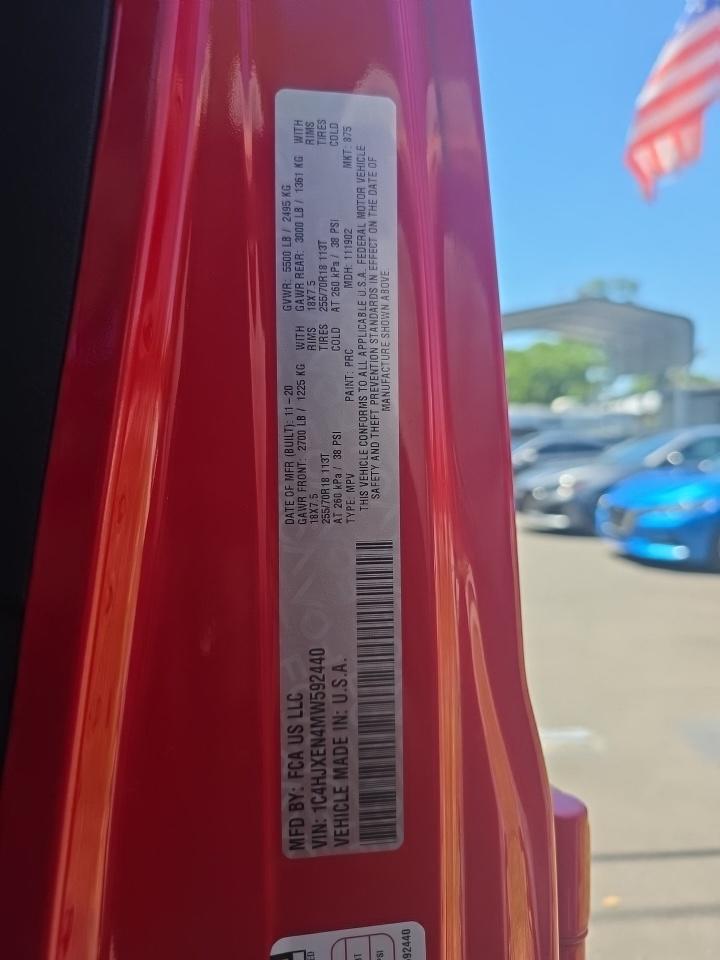 MFD BY: FCA US LLC
VIN: 1C4HJXEN4MW592440
VEHICLE MADE IN: U.S.A.
DATE OF MFR (BUILT): 11-20 GVWR: 5500 LB / 2495 KG
GAWR FRONT: 2700 LB / 1225 KG WITH GAWR REAR: 3000 LB / 1361 KG WITH
18X7.5 RIMS 18X7.5 RIMS
255/70R18 113T TIRES 255/70R18 113T TIRES
AT 260 kPa / 38 PSI COLD AT 260 kPa / 38 PSI COLD
TYPE: MPV PAINT: PRC MDH: 111902 MKT: 875
THIS VEHICLE CONFORMS TO ALL APPLICABLE U.S.A. FEDERAL MOTOR VEHICLE
SAFETY AND THEFT PREVENTION STANDARDS IN EFFECT ON THE DATE OF
MANUFACTURE SHOWN ABOVE.
592440